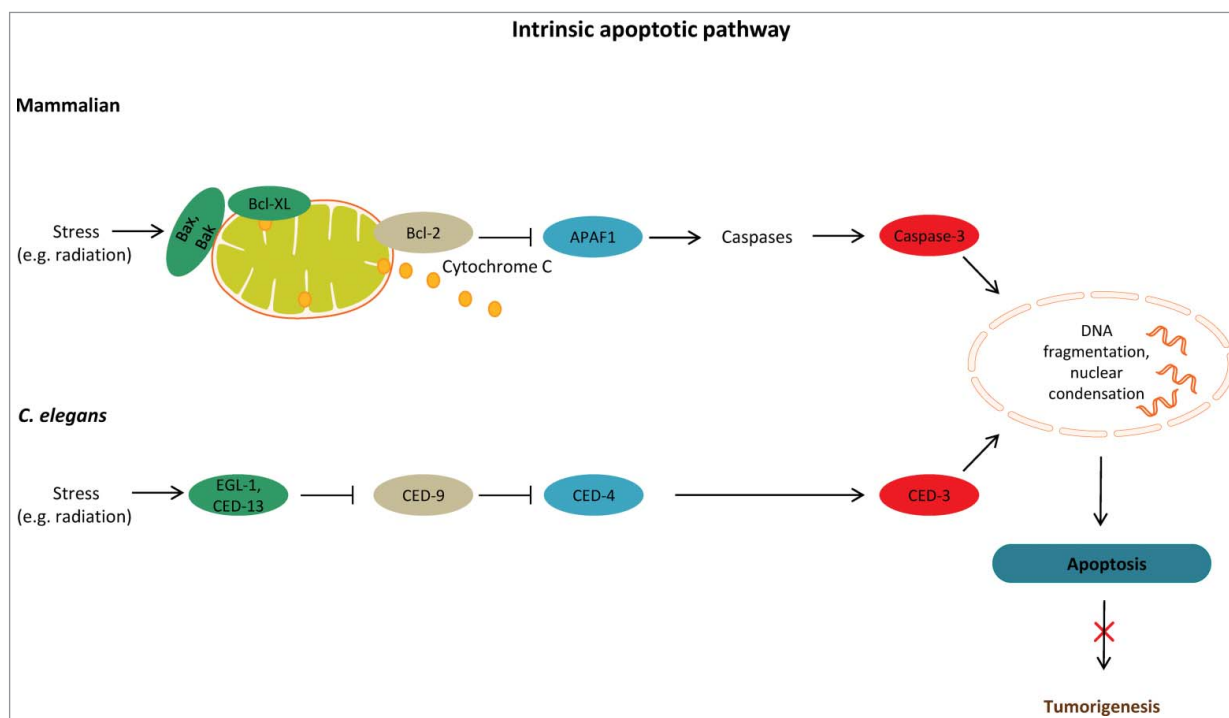 Intrinsic apoptotic pathway
Mammalian
Stress
(e.g. radiation)
Bax,
Bak
Bcl-XL
Bcl-2
Cytochrome C
APAF1
Caspases
Caspase-3
DNA
fragmentation,
nuclear
condensation
C. elegans
Stress
(e.g. radiation)
EGL-1,
CED-13
CED-9
CED-4
CED-3
Apoptosis
Tumorigenesis